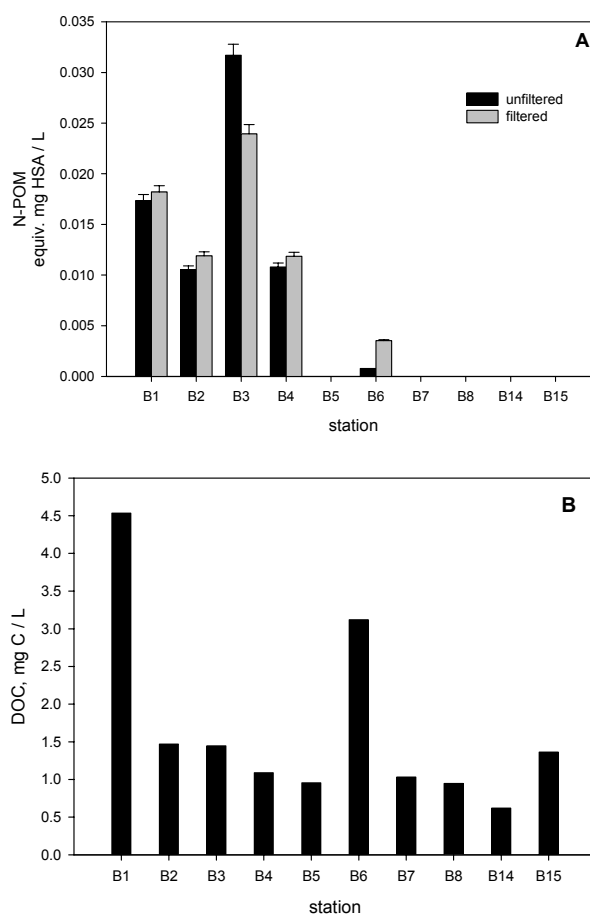 A
0.035
0.030
0.025
0.020
0.015
0.010
0.005
0.000
N-POM
equiv. mg HSA / L
unfiltered
filtered
B1 B2 B3 B4 B5 B6 B7 B8 B14 B15
station
B
5.0
4.5
4.0
3.5
3.0
2.5
2.0
1.5
1.0
0.5
0.0
DOC, mg C / L
B1 B2 B3 B4 B5 B6 B7 B8 B14 B15
station